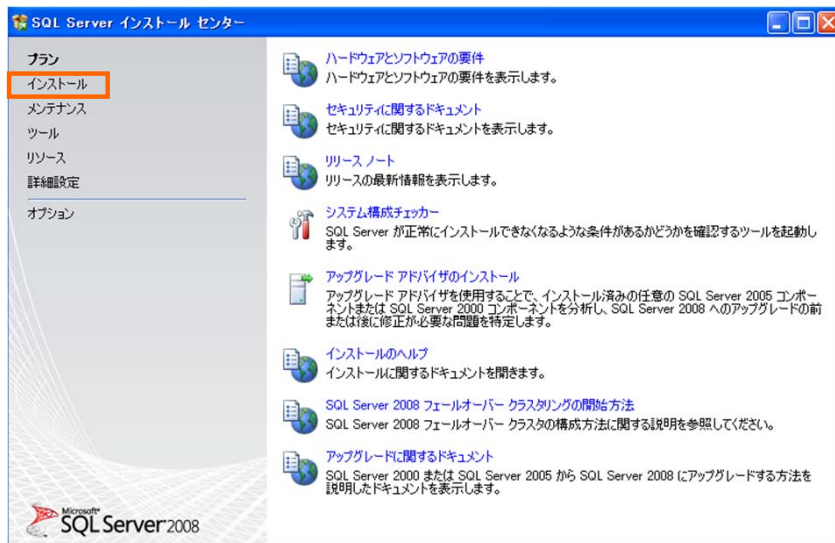 SQL Server インストール センター
プラン
インストール
メンテナンス
ツール
リソース
詳細設定
オプション
ハードウェアとソフトウェアの要件
ハードウェアとソフトウェアの要件を表示します。
セキュリティに関するドキュメント
セキュリティに関するドキュメントを表示します。
リリース ノート
リリースの最新情報を表示します。
システム構成チェッカー
SQL Server が正常にインストールできなくなるような条件があるかどうかを確認するツールを起動し
ます。
アップグレード アドバイザのインストール
アップグレード アドバイザを使用することで、インストール済みの任意の SQL Server 2005 コンポー
ネントまたは SQL Server 2000 コンポーネントを分析し、SQL Server 2008 へのアップグレードの前
または後に修正が必要な問題を特定します。
インストールのヘルプ
インストールに関するドキュメントを開きます。
SQL Server 2008 フェールオーバー クラスタリングの開始方法
SQL Server 2008 フェールオーバー クラスタの構成方法に関する説明を参照してください。
アップグレードに関するドキュメント
SQL Server 2000 または SQL Server 2005 から SQL Server 2008 にアップグレードする方法を
説明したドキュメントを表示します。
Microsoft
SQL Server 2008